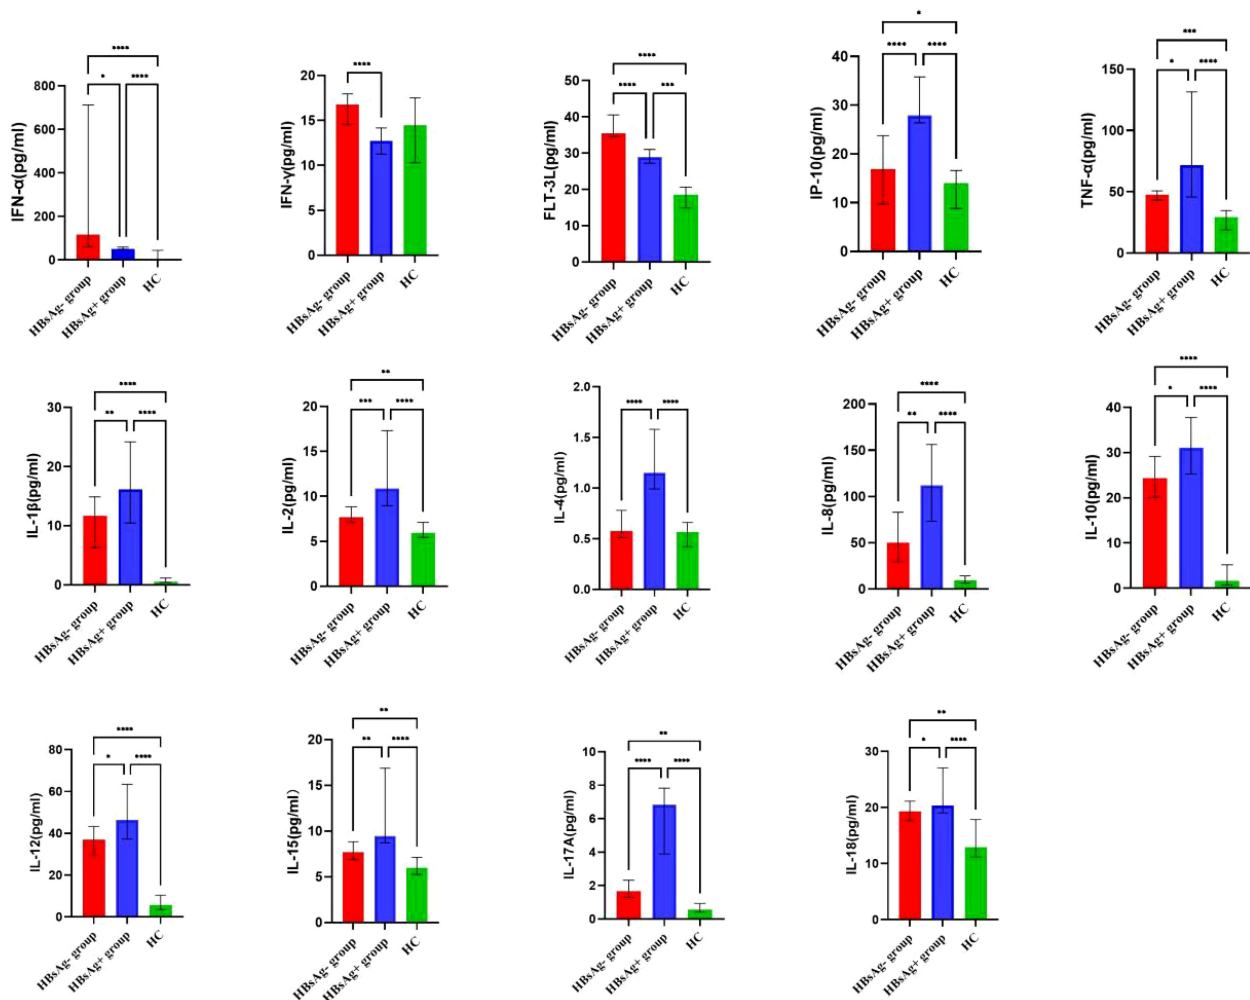 ****
*
****
IFN-α(pg/ml)
800
600
400
200
0
HBsAg- group
HBsAg+ group
HC
****
IFN-γ(pg/ml)
20
15
10
5
0
HBsAg- group
HBsAg+ group
HC
****
****
***
FLT-3L(pg/ml)
50
40
30
20
10
0
HBsAg- group
HBsAg+ group
HC
*
****
****
IP-10(pg/ml)
40
30
20
10
0
HBsAg- group
HBsAg+ group
HC
***
*
****
TNF-α(pg/ml)
150
100
50
0
HBsAg- group
HBsAg+ group
HC
****
**
****
IL-1β(pg/ml)
30
20
10
0
HBsAg- group
HBsAg+ group
HC
**
***
****
IL-2(pg/ml)
20
15
10
5
0
HBsAg- group
HBsAg+ group
HC
****
****
IL-4(pg/ml)
2.0
1.5
1.0
0.5
0.0
HBsAg- group
HBsAg+ group
HC
****
**
****
IL-8(pg/ml)
200
150
100
50
0
HBsAg- group
HBsAg+ group
HC
****
*
****
IL-10(pg/ml)
40
30
20
10
0
HBsAg- group
HBsAg+ group
HC
****
*
****
IL-12(pg/ml)
80
60
40
20
0
HBsAg- group
HBsAg+ group
HC
**
**
****
IL-15(pg/ml)
20
15
10
5
0
HBsAg- group
HBsAg+ group
HC
**
****
****
IL-17A(pg/ml)
10
8
6
4
2
0
HBsAg- group
HBsAg+ group
HC
**
*
****
IL-18(pg/ml)
30
20
10
0
HBsAg- group
HBsAg+ group
HC